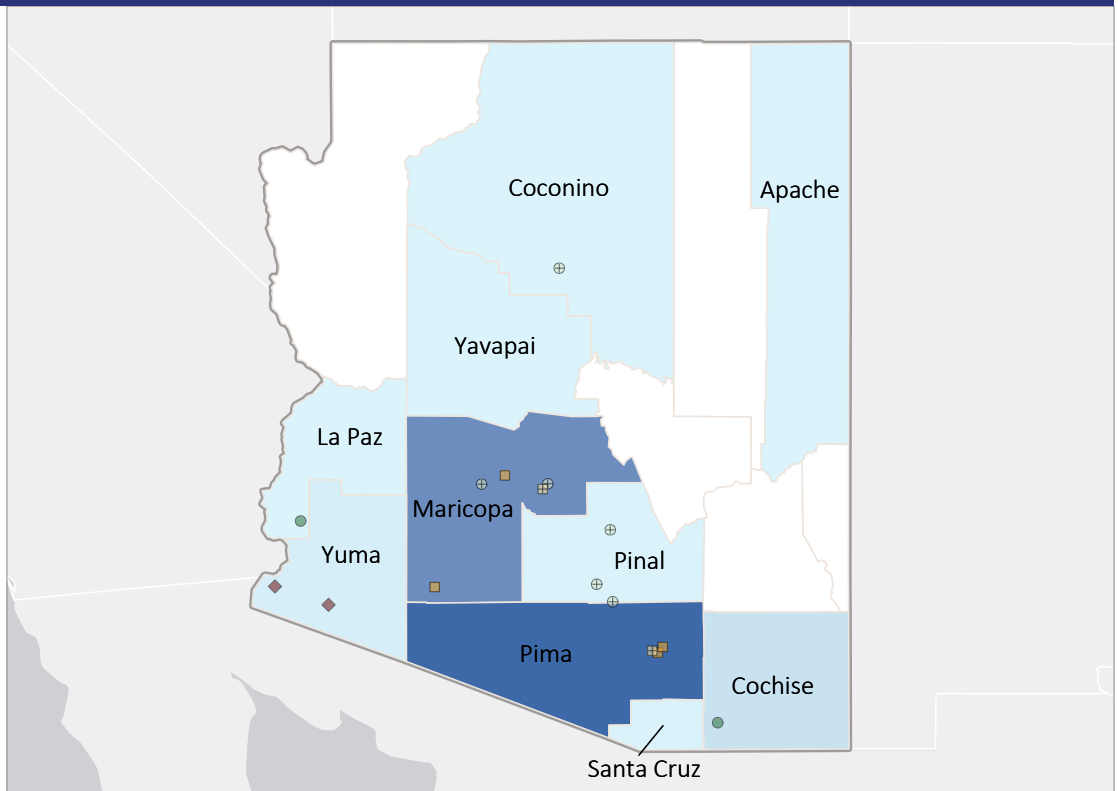 Coconino
Apache
Yavapai
La Paz
Maricopa
Yuma
Pinal
Pima
Cochise
Santa Cruz